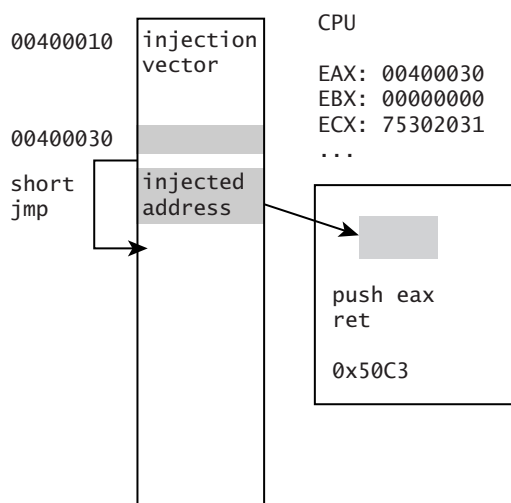 00400010
injection
vector
00400030
short
jmp
injected
address
CPU
EAX: 00400030
EBX: 00000000
ECX: 75302031
...
push eax
ret
0x50C3